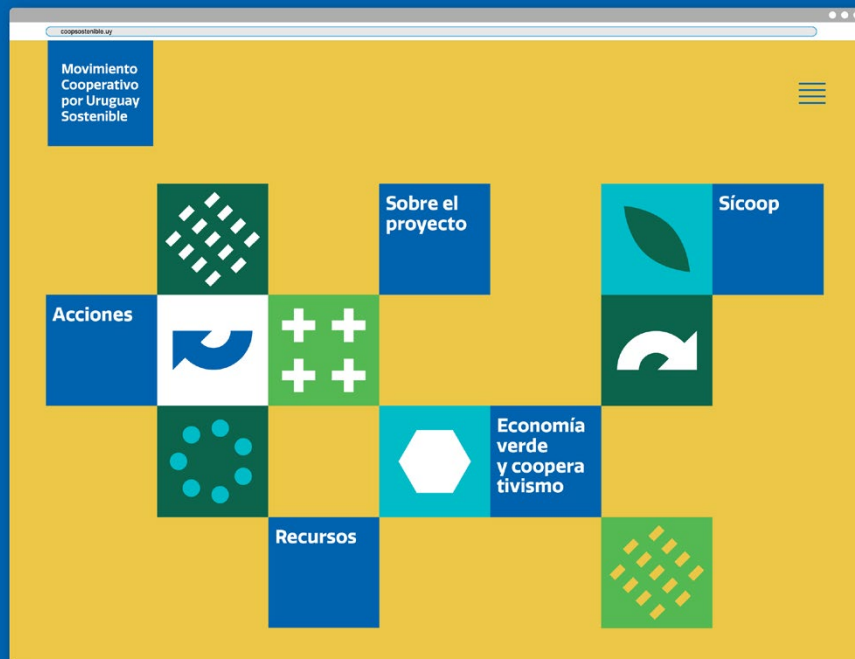 coopsostenible.uy
Movimiento
Cooperativo
por Uruguay
Sostenible
Sobre el
proyecto
Sícoop
Acciones
Economía
verde
y coopera
tivismo
Recursos